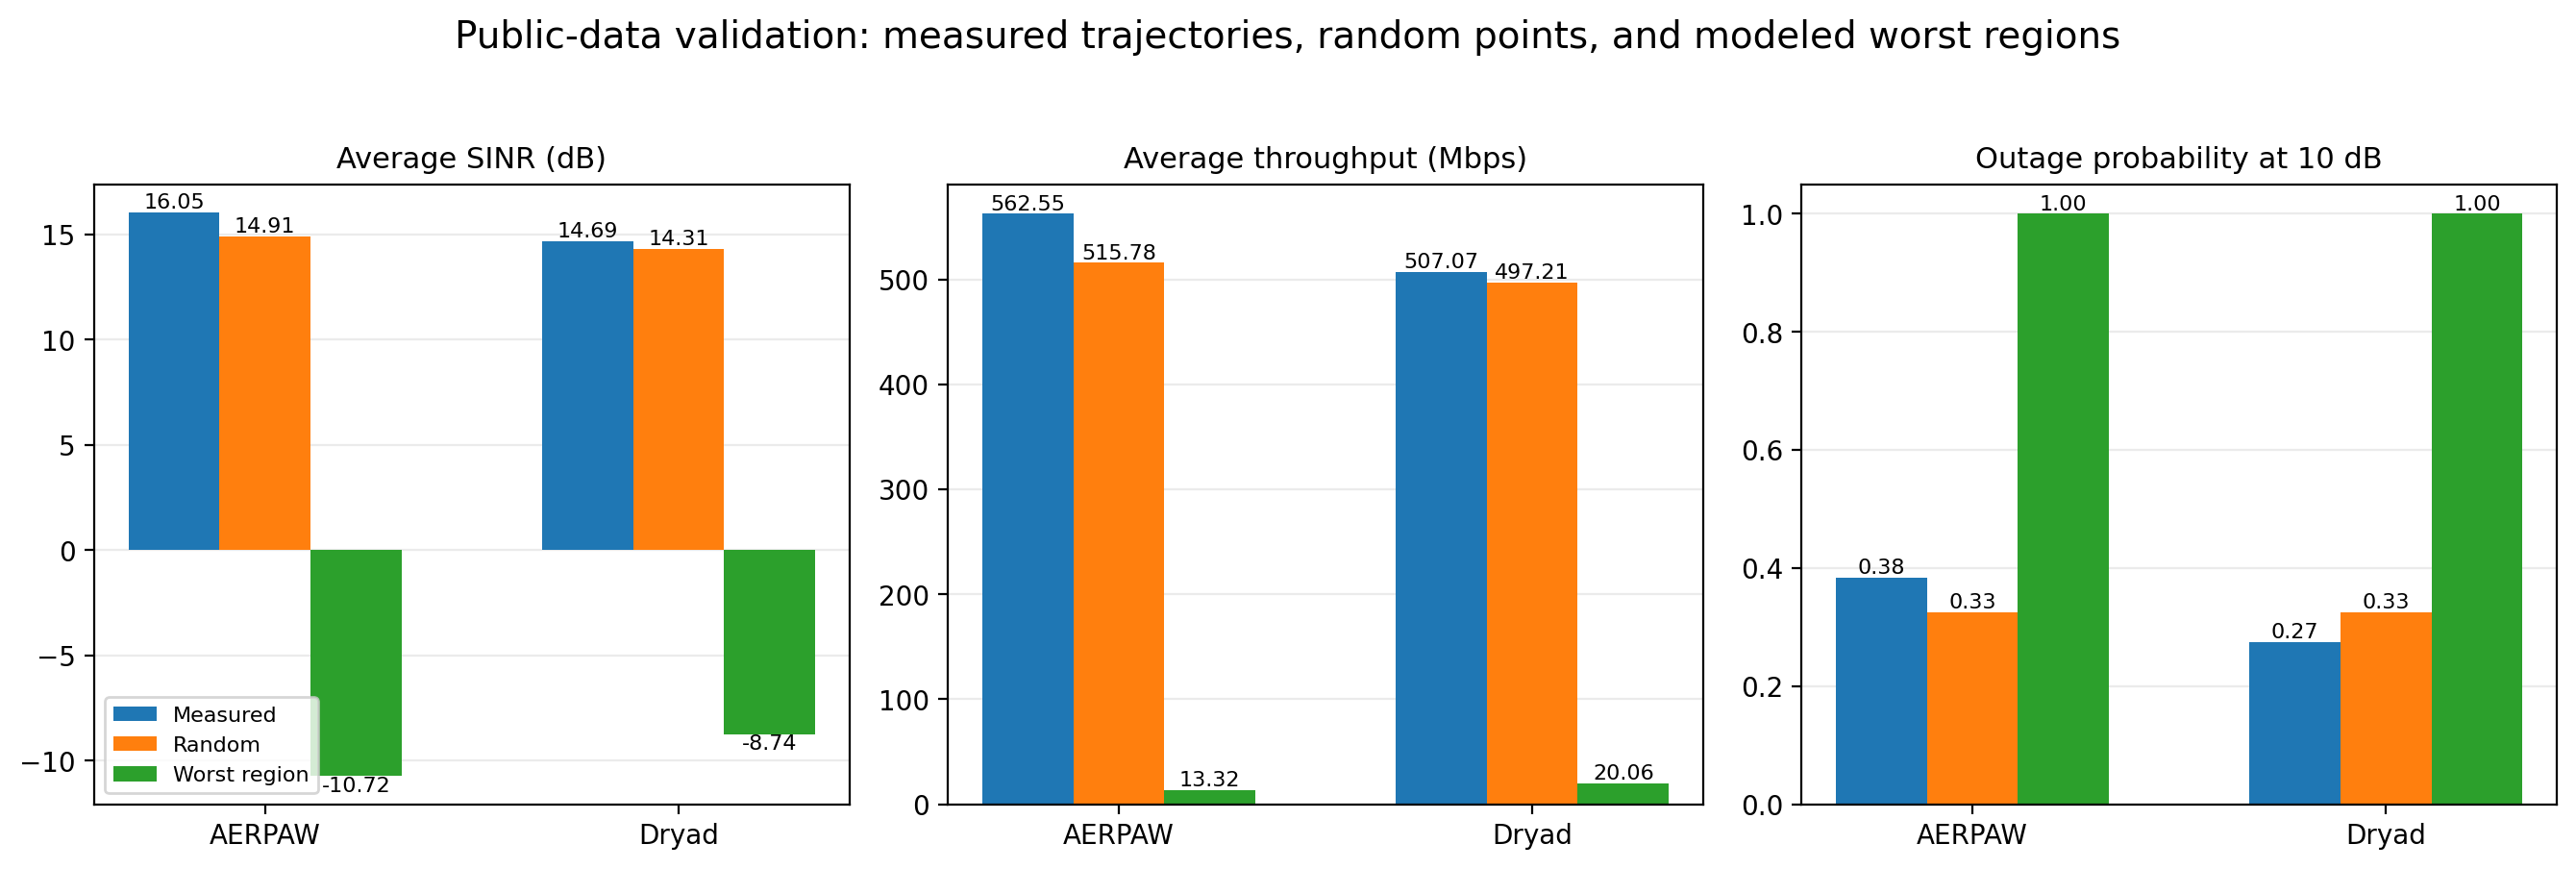 Public-data validation: measured trajectories, random points, and modeled worst regions
Average SINR (dB)
16.05
14.91
-10.72
14.69
14.31
-8.74
15
10
5
0
−5
−10
Measured
Random
Worst region
AERPAW
Dryad
Average throughput (Mbps)
562.55
515.78
13.32
507.07
497.21
20.06
500
400
300
200
100
0
AERPAW
Dryad
Outage probability at 10 dB
0.38
0.33
1.00
0.27
0.33
1.00
1.0
0.8
0.6
0.4
0.2
0.0
AERPAW
Dryad